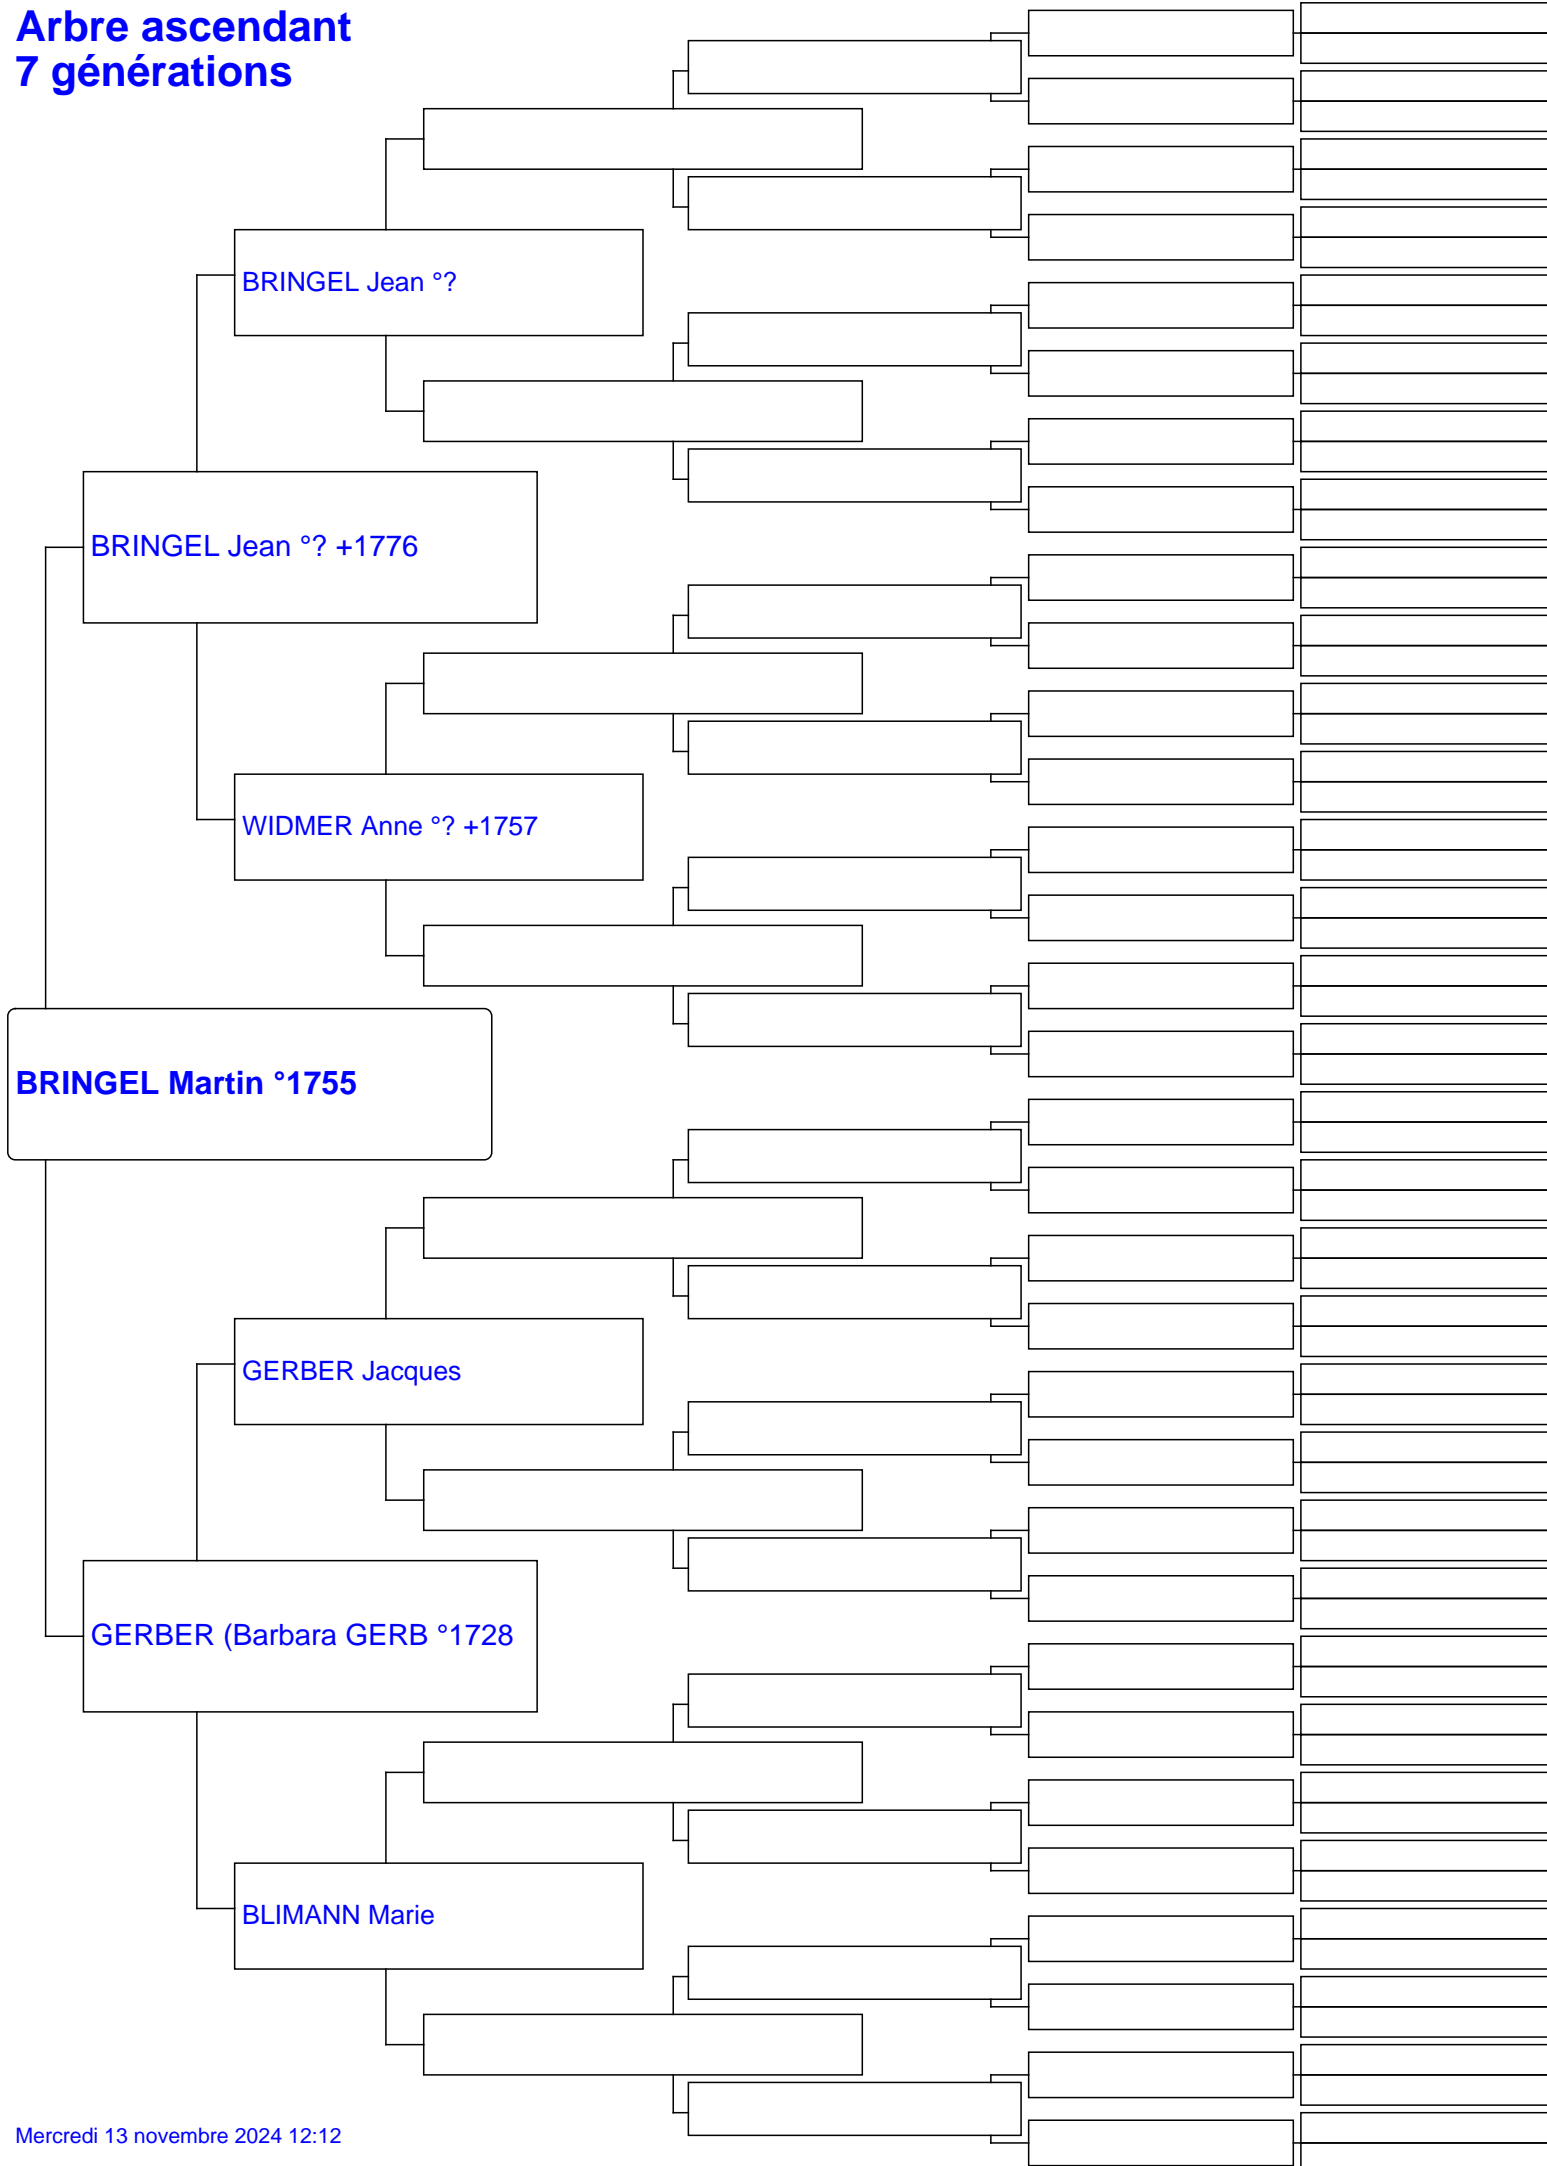 Arbre ascendant
7 générations
BRINGEL Jean °?
BRINGEL Jean °? +1776
WIDMER Anne °? +1757
BRINGEL Martin °1755
GERBER Jacques
GERBER (Barbara GERB °1728
BLIMANN Marie
Mercredi 13 novembre 2024 12:12